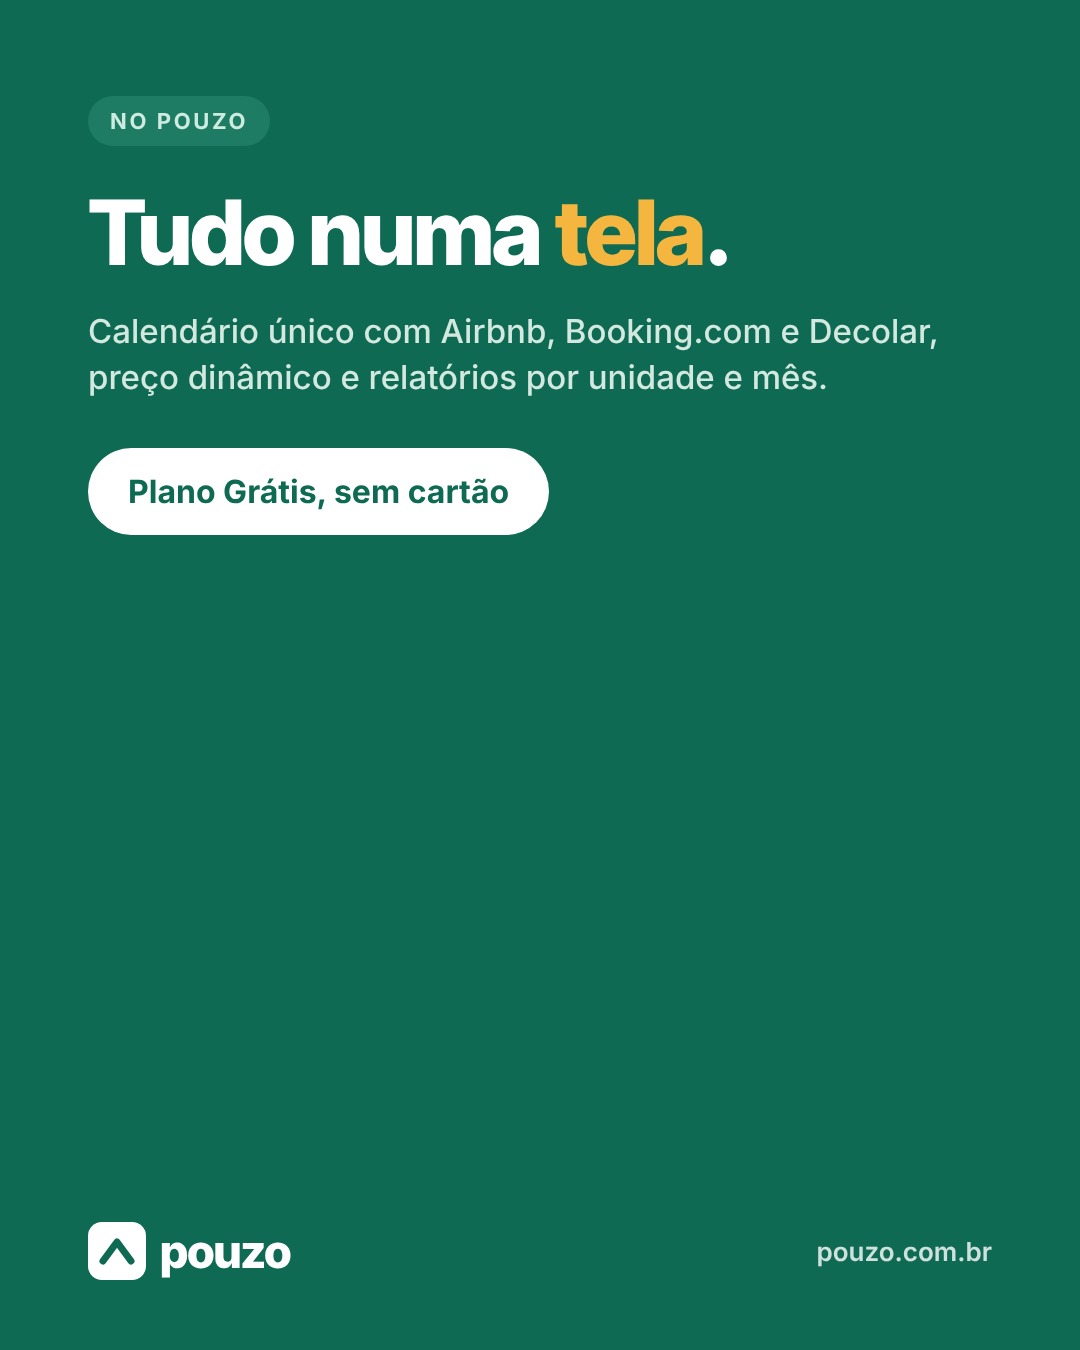 NO POUZO
Tudo numa tela.
Calendário único com Airbnb, Booking.com e Decolar,
preço dinâmico e relatórios por unidade e mês.
Plano Grátis, sem cartão
pouzo
pouzo.com.br